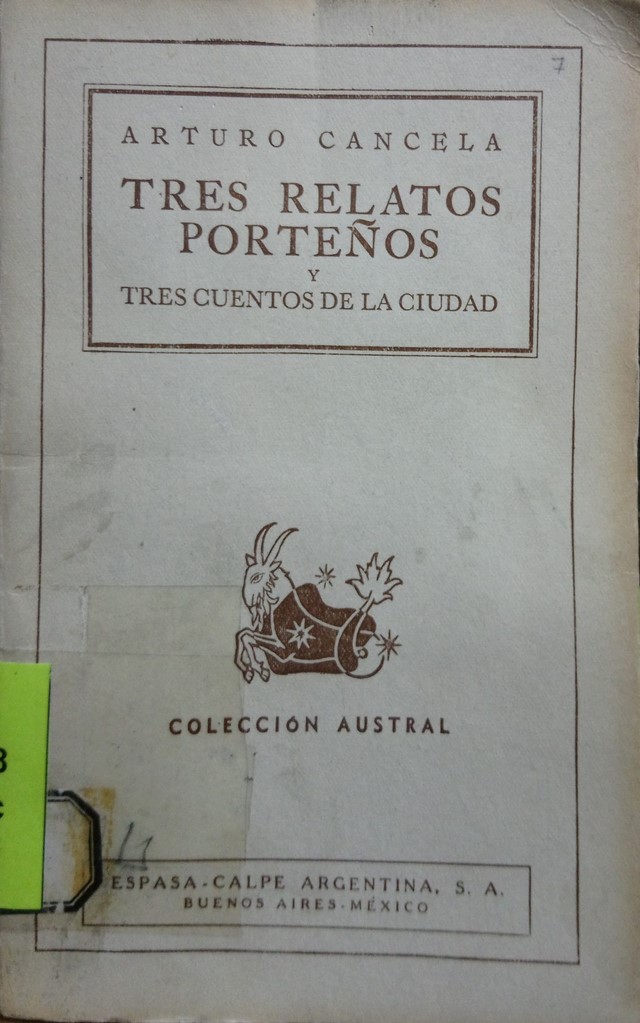 7
ARTURO CANCELA
TRES RELATOS
PORTEÑOS
Y
TRES CUENTOS DE LA CIUDAD
COLECCIÓN AUSTRAL
ESPASA-CALPE ARGENTINA, S. A.
BUENOS AIRES-MÉXICO